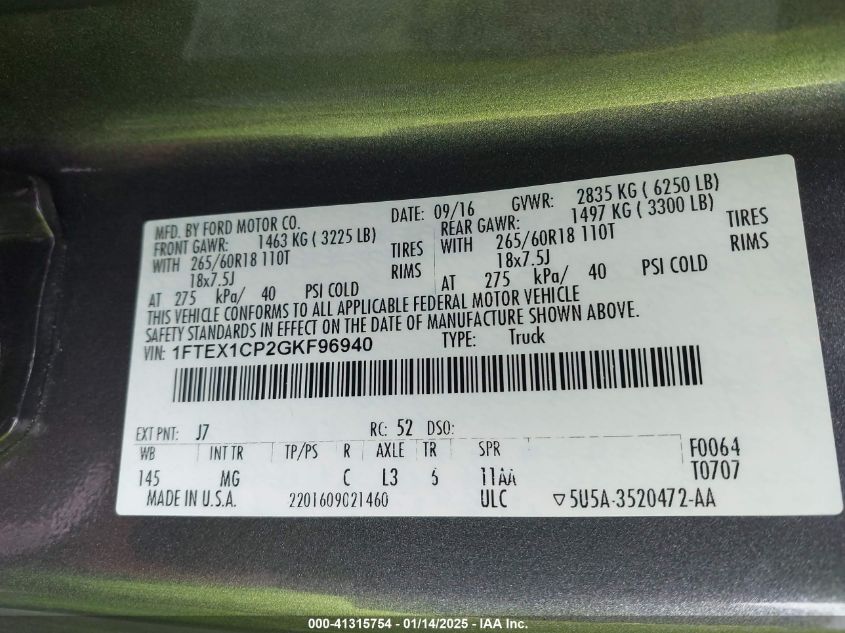 MFD. BY FORD MOTOR CO. DATE: 09/16 GVWR: 2835 KG ( 6250 LB)
FRONT GAWR: 1463 KG ( 3225 LB) REAR GAWR: 1497 KG ( 3300 LB)
WITH 265/60R18 110T TIRES WITH 265/60R18 110T TIRES
18x7.5J RIMS 18x7.5J RIMS
AT 275 kPa/ 40 PSI COLD AT 275 kPa/ 40 PSI COLD
THIS VEHICLE CONFORMS TO ALL APPLICABLE FEDERAL MOTOR VEHICLE
SAFETY STANDARDS IN EFFECT ON THE DATE OF MANUFACTURE SHOWN ABOVE.
VIN: 1FTEX1CP2GKF96940 TYPE: Truck
EXT PNT: J7 RC: 52 DSO:
WB INT TR TP/PS R AXLE TR SPR F0064
145 MG C L3 6 11AA T0707
MADE IN U.S.A. 2201609021460 ULC ▽5U5A-3520472-AA
000-41315754 - 01/14/2025 - IAA Inc.